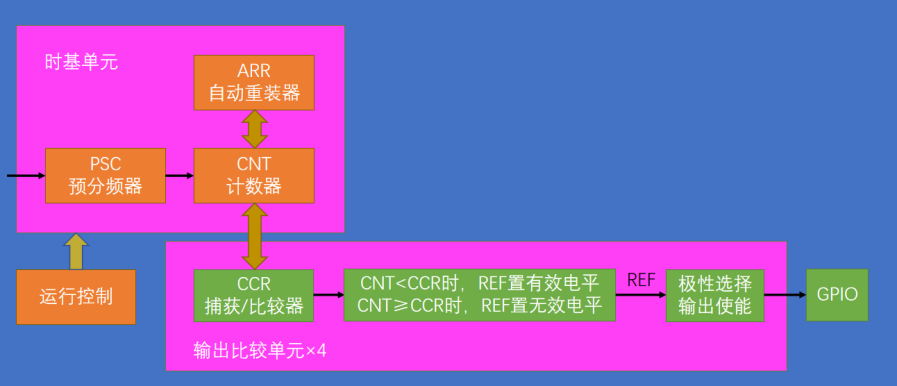 时基单元
ARR
自动重装器
PSC
预分频器
CNT
计数器
运行控制
CCR
捕获/比较器
CNT<CCR时，REF置有效电平
CNT≥CCR时，REF置无效电平
REF
极性选择
输出使能
GPIO
输出比较单元×4